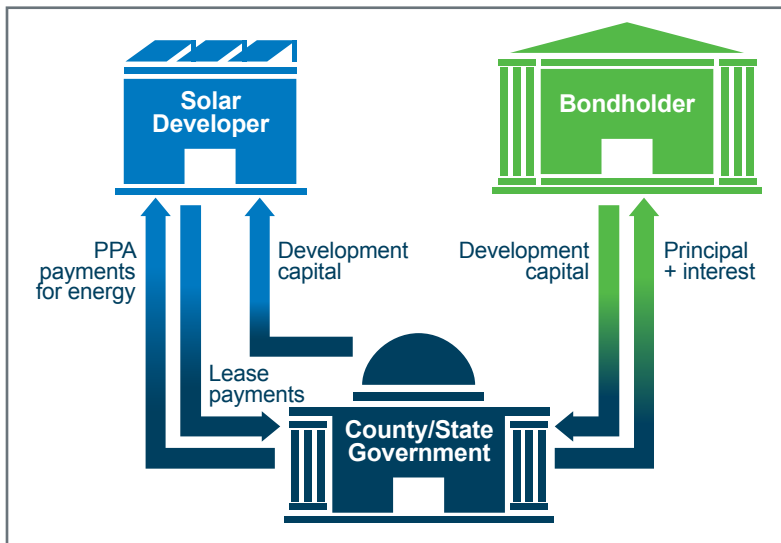 Solar
Developer
Bondholder
PPA
payments
for energy
Development
capital
Development
capital
Principal
+ interest
Lease
payments
County/State
Government